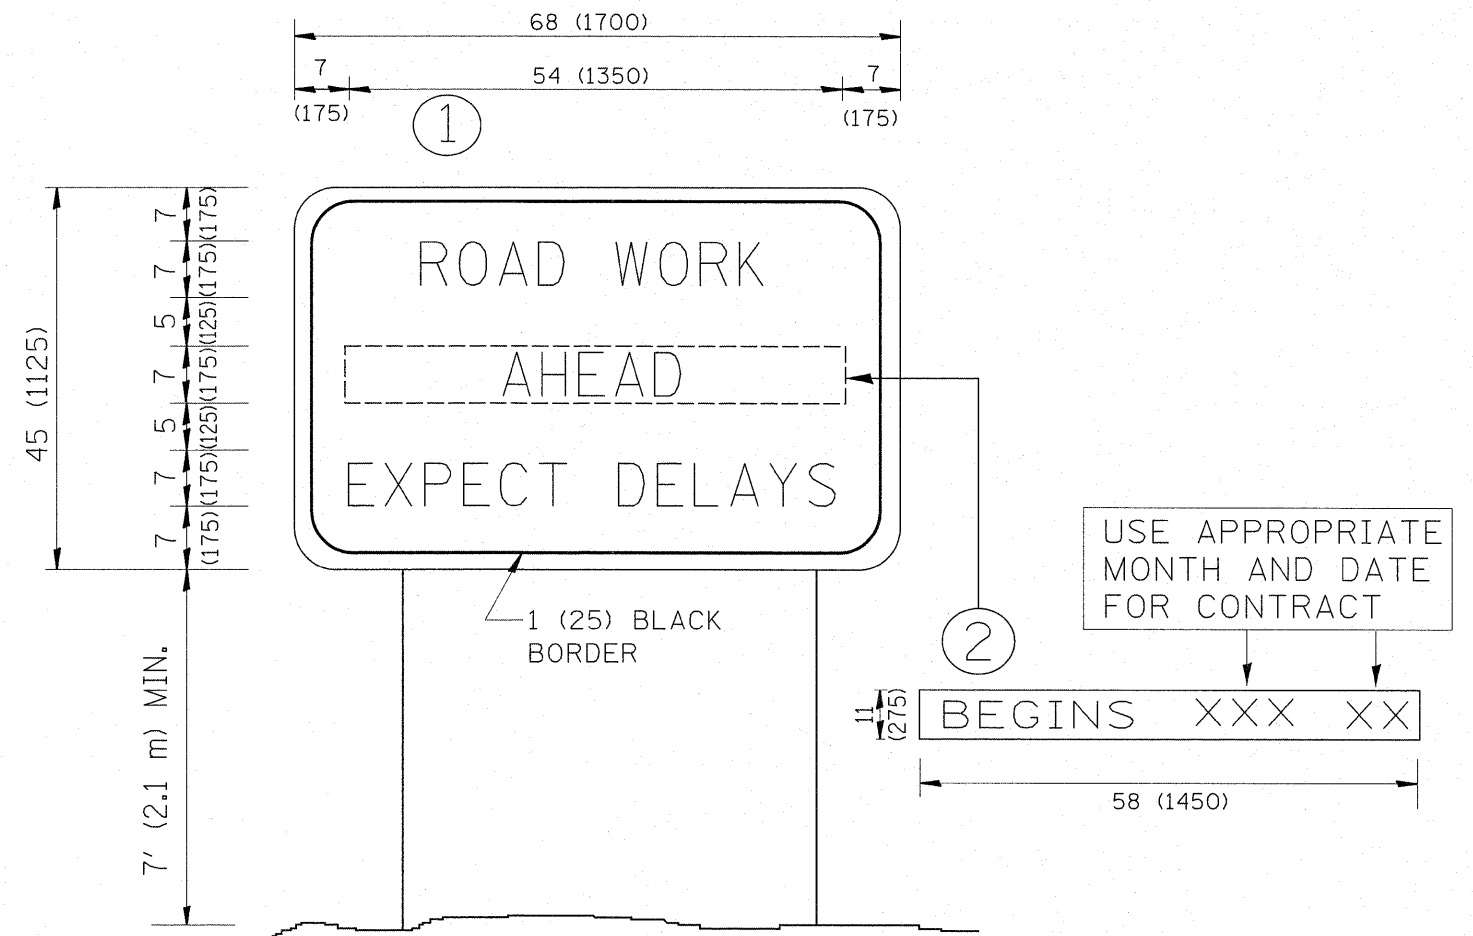 68 (1700)
7
54 (1350)
7
(175)
(175)
1
7 (175)
7 (175)
5 (125)
7 (175)
5 (125)
7 (175)
7 (175)
45 (1125)
7' (2.1 m) MIN.
ROAD WORK
AHEAD
EXPECT DELAYS
1 (25) BLACK
BORDER
2
USE APPROPRIATE
MONTH AND DATE
FOR CONTRACT
11
(275)
BEGINS XXX XX
58 (1450)